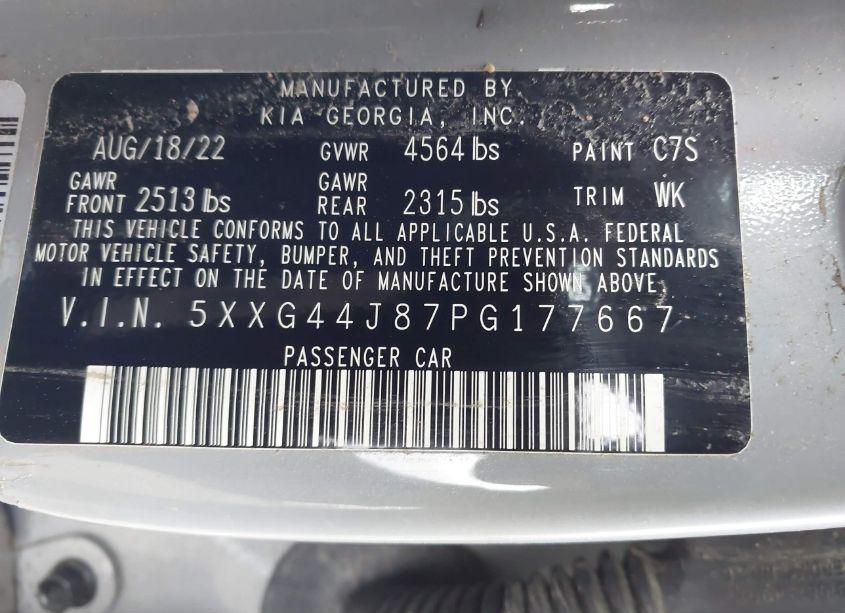 MANUFACTURED BY
KIA GEORGIA, INC.
AUG/18/22 GVWR 4564 lbs PAINT C7S
GAWR FRONT 2513 lbs GAWR REAR 2315 lbs TRIM WK
THIS VEHICLE CONFORMS TO ALL APPLICABLE U.S.A. FEDERAL
MOTOR VEHICLE SAFETY, BUMPER, AND THEFT PREVENTION STANDARDS
IN EFFECT ON THE DATE OF MANUFACTURE SHOWN ABOVE
V.I.N. 5XXG44J87PG177667
PASSENGER CAR